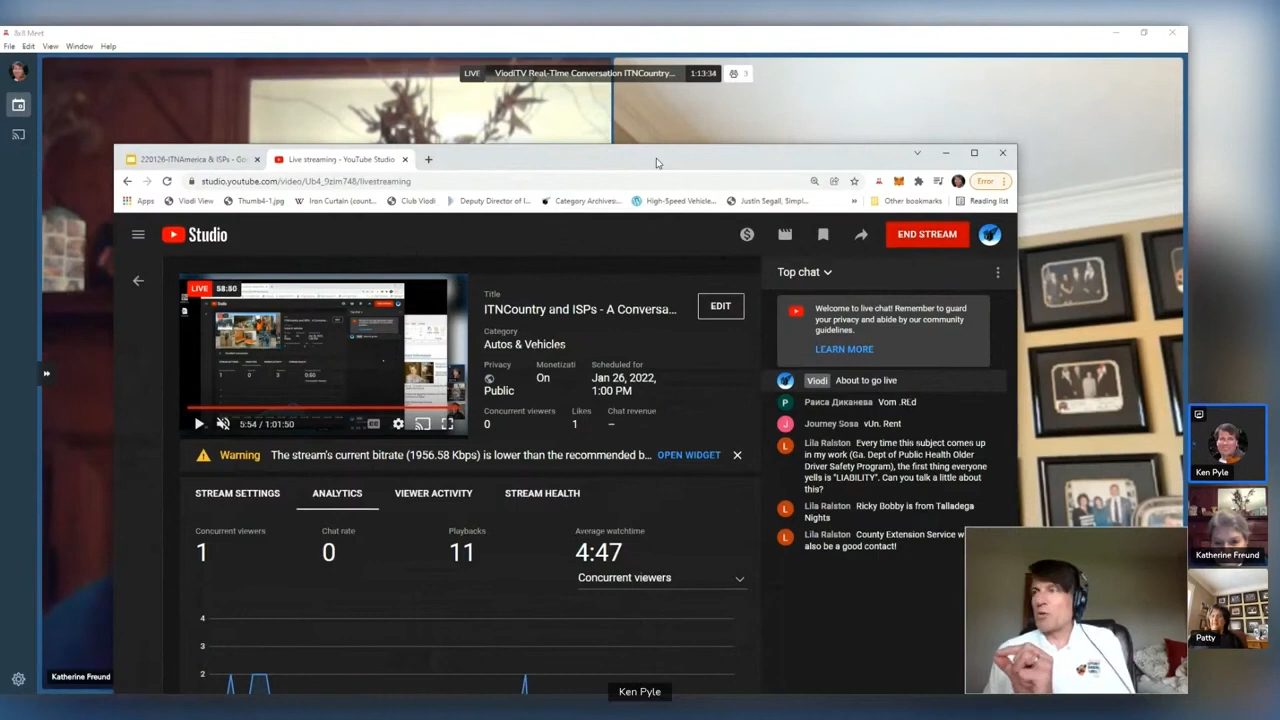 8x8 Meet
File Edit View Window Help
LIVE ViodiTV Real-Time Conversation ITNCountry... 1:13:34 3
220126-ITNAmerica & ISPs - Go
Live streaming - YouTube Studio
studio.youtube.com/video/Ub4_9zim748/livestreaming
Error
Apps Viodi View Thumb4-1.jpg Iron Curtain (count... Club Viodi Deputy Director of I... Category Archives:... High-Speed Vehicle... Justin Segall, Simpl... » Other bookmarks Reading list
Studio
END STREAM
LIVE 58:50
5:54 / 1:01:50
Title
ITNCountry and ISPs - A Conversa...
EDIT
Category
Autos & Vehicles
Privacy Monetizati Scheduled for
Public On Jan 26, 2022,
1:00 PM
Concurrent viewers Likes Chat revenue
0 1 –
Warning The stream's current bitrate (1956.58 Kbps) is lower than the recommended b... OPEN WIDGET
STREAM SETTINGS ANALYTICS VIEWER ACTIVITY STREAM HEALTH
Concurrent viewers Chat rate Playbacks Average watchtime
1 0 11 4:47
Concurrent viewers
4
3
2
Top chat
Welcome to live chat! Remember to guard
your privacy and abide by our community
guidelines.
LEARN MORE
Viodi About to go live
P Раиса Диканева Vom .REd
J Journey Sosa vUn. Rent
L Lila Ralston Every time this subject comes up
in my work (Ga. Dept of Public Health Older
Driver Safety Program), the first thing everyone
yells is "LIABILITY". Can you talk a little about
this?
L Lila Ralston Ricky Bobby is from Talladega
Nights
L Lila Ralston County Extension Service w
also be a good contact!
Ken Pyle
Katherine Freund
Patty
Katherine Freund
Ken Pyle